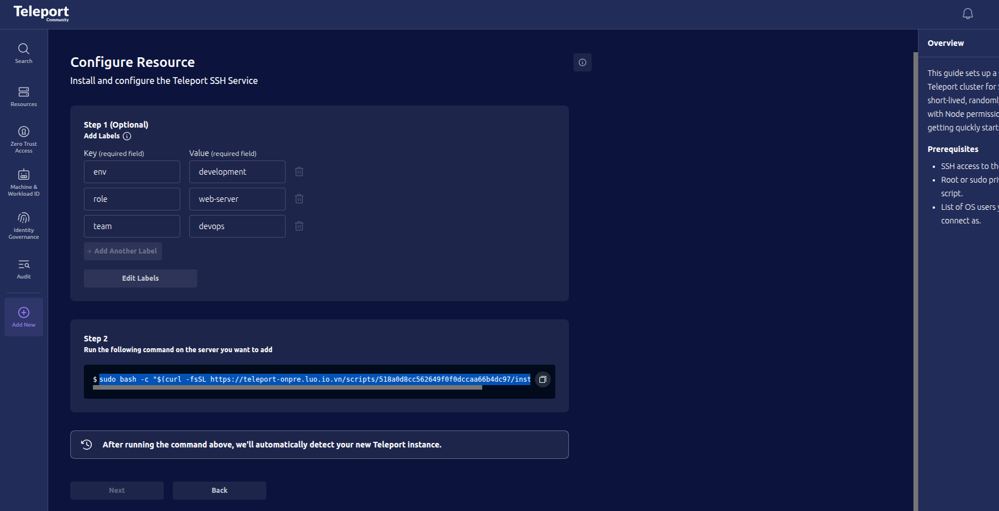 Teleport
Community
Search
Resources
Zero Trust
Access
Machine &
Workload ID
Identity
Governance
Audit
Add New
Configure Resource
Install and configure the Teleport SSH Service
Step 1 (Optional)
Add Labels
Key (required field) Value (required field)
env development
role web-server
team devops
+ Add Another Label
Edit Labels
Step 2
Run the following command on the server you want to add
$ sudo bash -c "$(curl -fsSL https://teleport-onpre.luo.io.vn/scripts/518a0d8cc562649f0f0dccaa66b4dc97/inst
After running the command above, we'll automatically detect your new Teleport instance.
Next Back
Overview
This guide sets up a
Teleport cluster for
short-lived, randoml
with Node permissio
getting quickly start
Prerequisites
• SSH access to th
• Root or sudo pri
script.
• List of OS users
connect as.